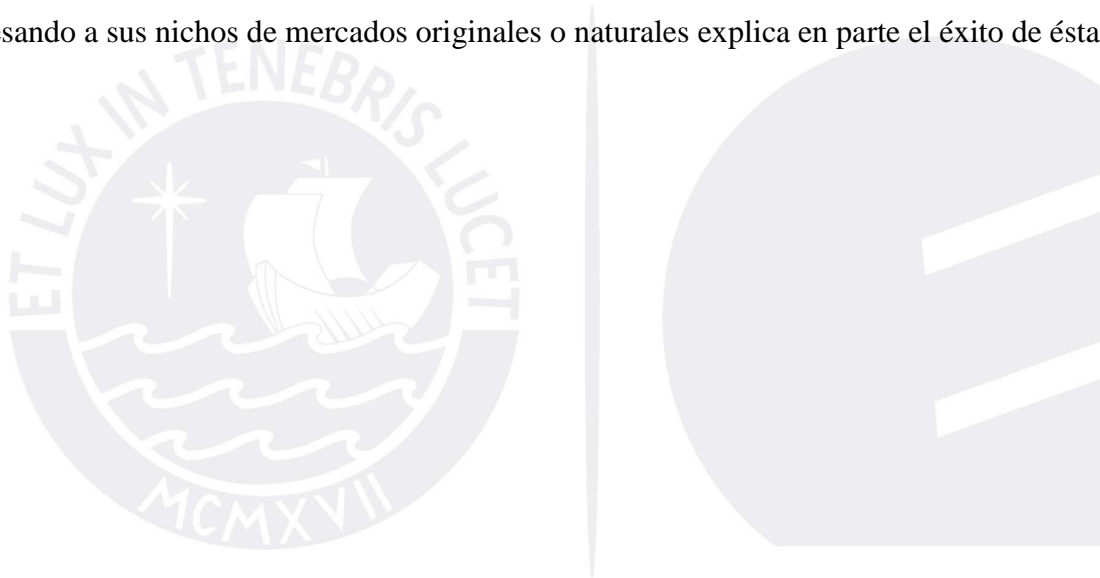 sando a sus nichos de mercados originales o naturales explica en parte el éxito de ésta
ET LUX IN TENEBRIS LUCET
MCMXVII